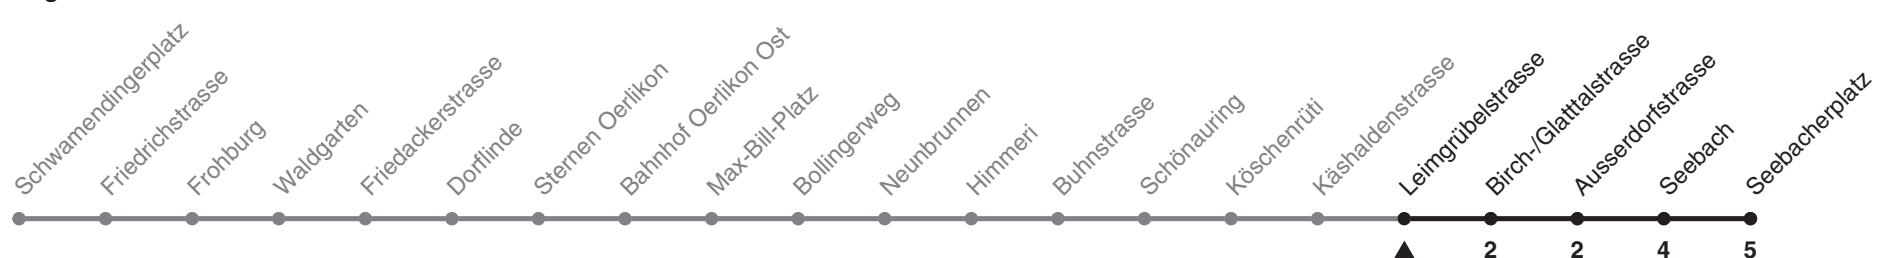 Schwamendingerplatz
Friedrichstrasse
Frohburg
Waldgarten
Friedackerstrasse
Dorflinde
Sternen Oerlikon
Bahnhof Oerlikon Ost
Max-Bill-Platz
Bollingerweg
Neunbrunnen
Himmeri
Buhnstrasse
Schönauring
Köschenrüti
Käshaldenstrasse
Leimgrübelstrasse
Birch-/Glatttalstrasse
Ausserdorfstrasse
Seebach
Seebacherplatz
2 2 4 5